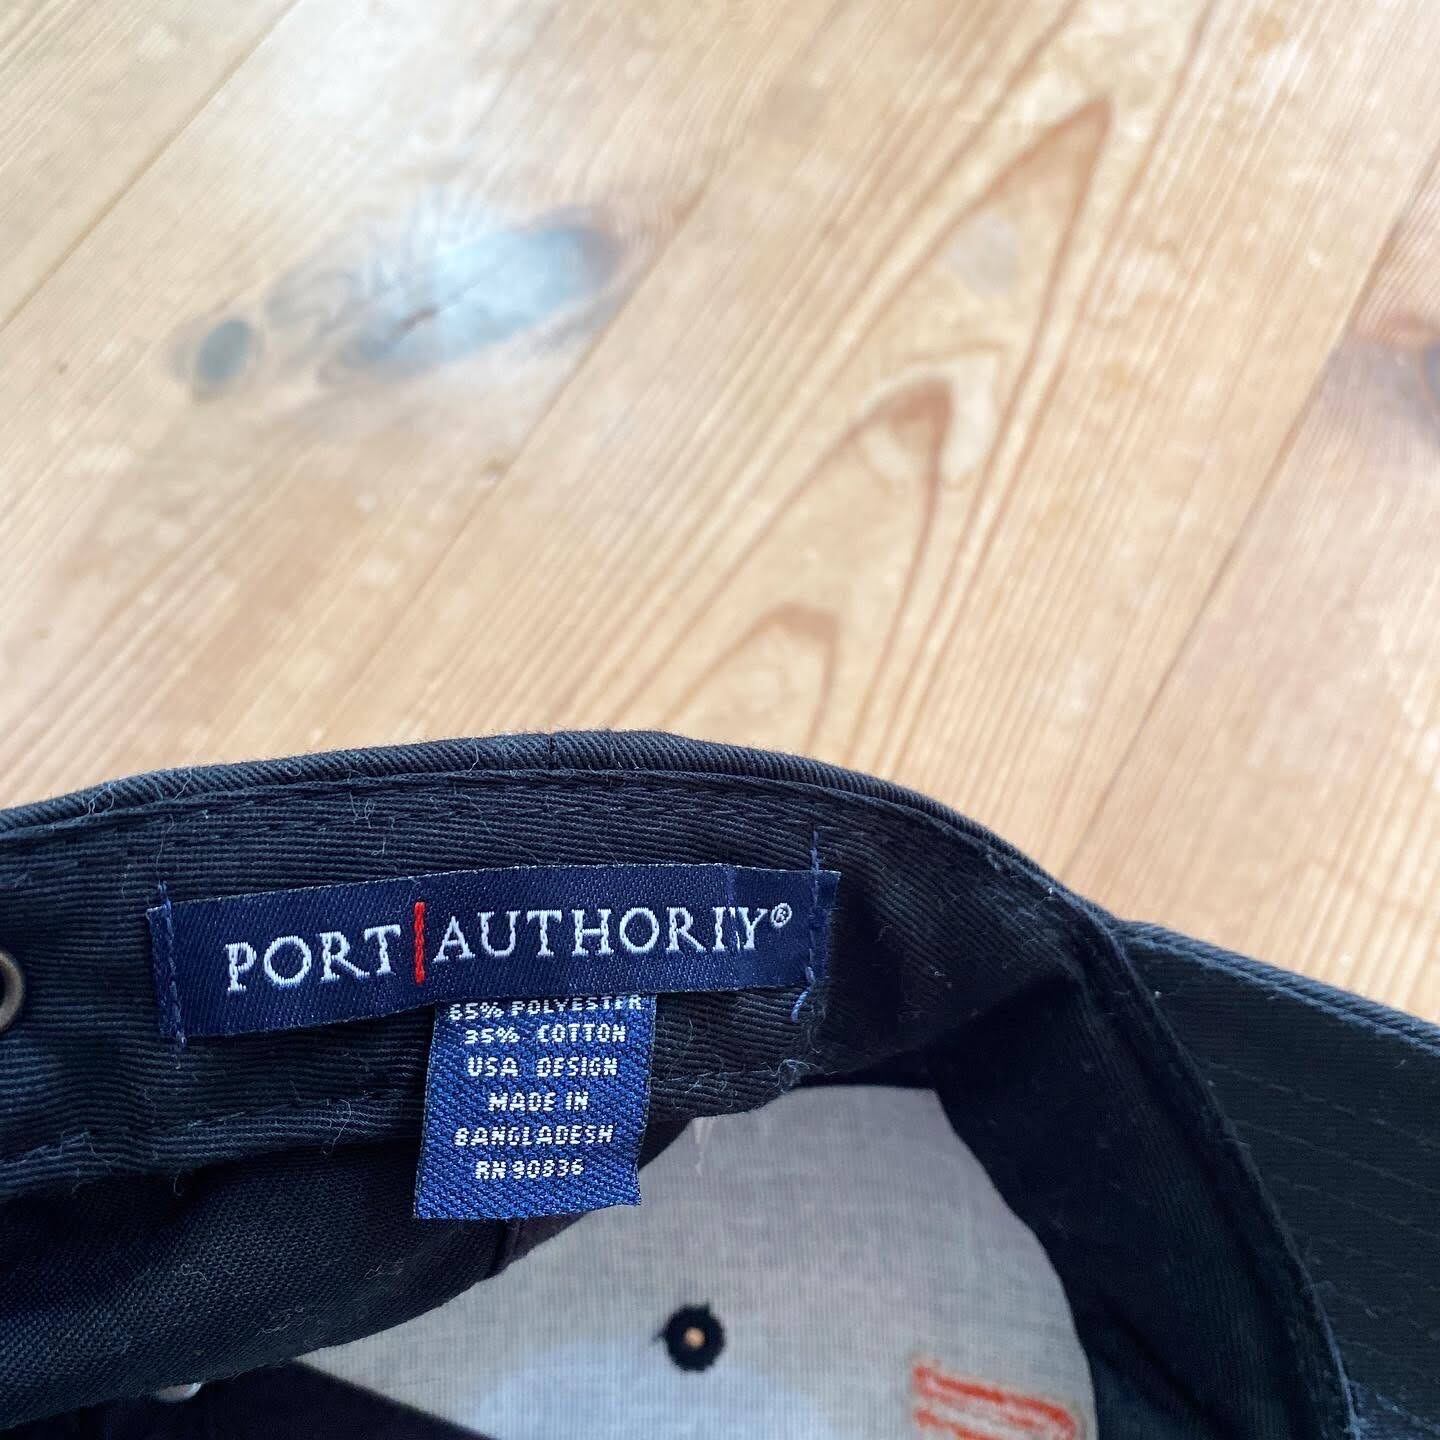 PORT|AUTHORITY®
65% POLYESTER
35% COTTON
USA DESIGN
MADE IN
BANGLADESH
RN 90836